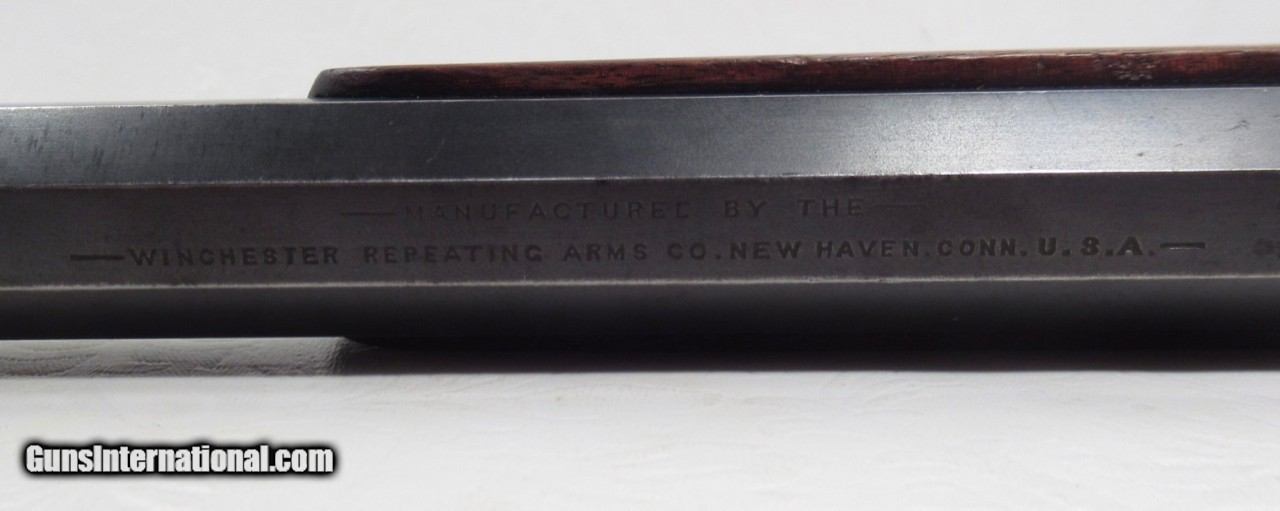 —MANUFACTURED BY THE—
—WINCHESTER REPEATING ARMS CO. NEW HAVEN. CONN. U.S.A.—
GunsInternational.com